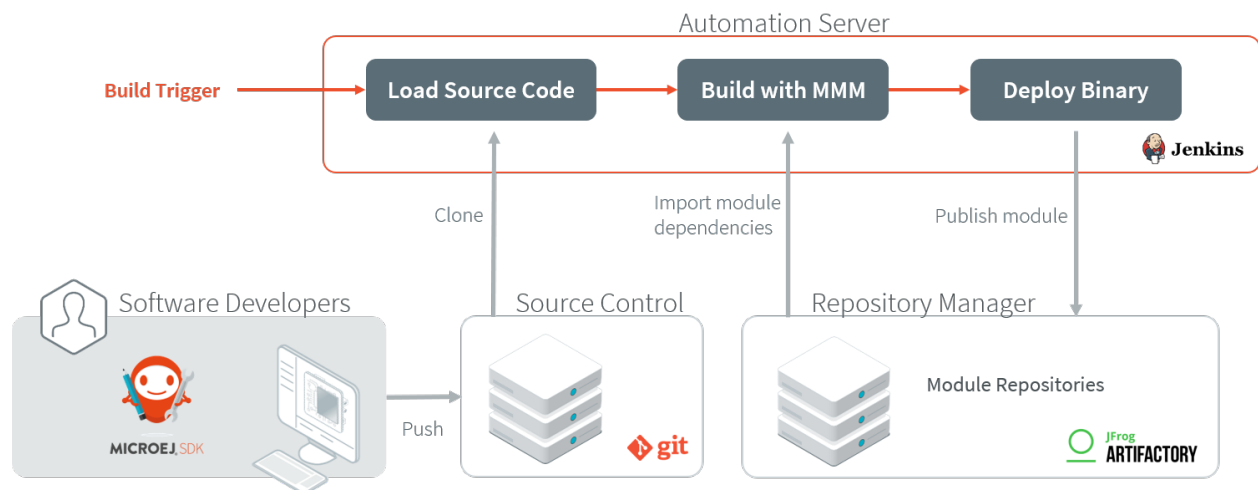 Automation Server
Build Trigger
Load Source Code
Build with MMM
Deploy Binary
Jenkins
Clone
Import module
dependencies
Publish module
Software Developers
Source Control
Repository Manager
MICROEJ. SDK
Push
git
Module Repositories
JFrog
ARTIFACTORY